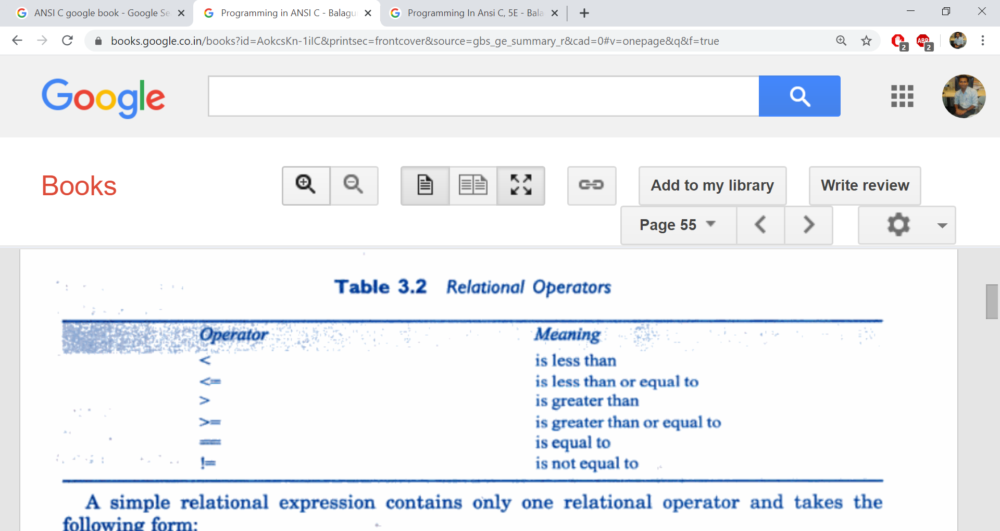 ANSI C google book - Google Se
Programming in ANSI C - Balagu
Programming In Ansi C, 5E - Bala
books.google.co.in/books?id=AokcsKn-1iIC&printsec=frontcover&source=gbs_ge_summary_r&cad=0#v=onepage&q&f=true
2
ABP
2
Google
Books
Add to my library
Write review
Page 55
Table 3.2 Relational Operators
Operator Meaning
< is less than
<= is less than or equal to
> is greater than
>= is greater than or equal to
== is equal to
!= is not equal to
A simple relational expression contains only one relational operator and takes the
following form: